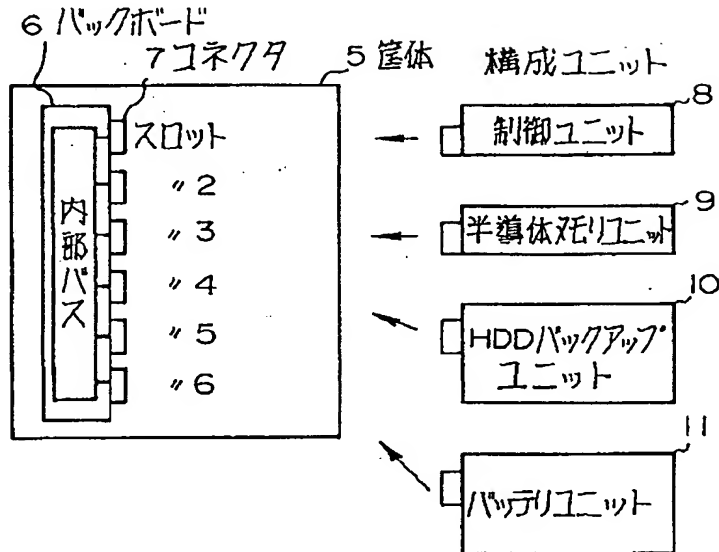 6 バックボード
7コネクタ
5 筐体
構成ユニット
スロット
〃2
〃3
〃4
〃5
〃6
内部バス
8
制御ユニット
9
半導体メモリユニット
10
HDDバックアップ
ユニット
11
バッテリユニット